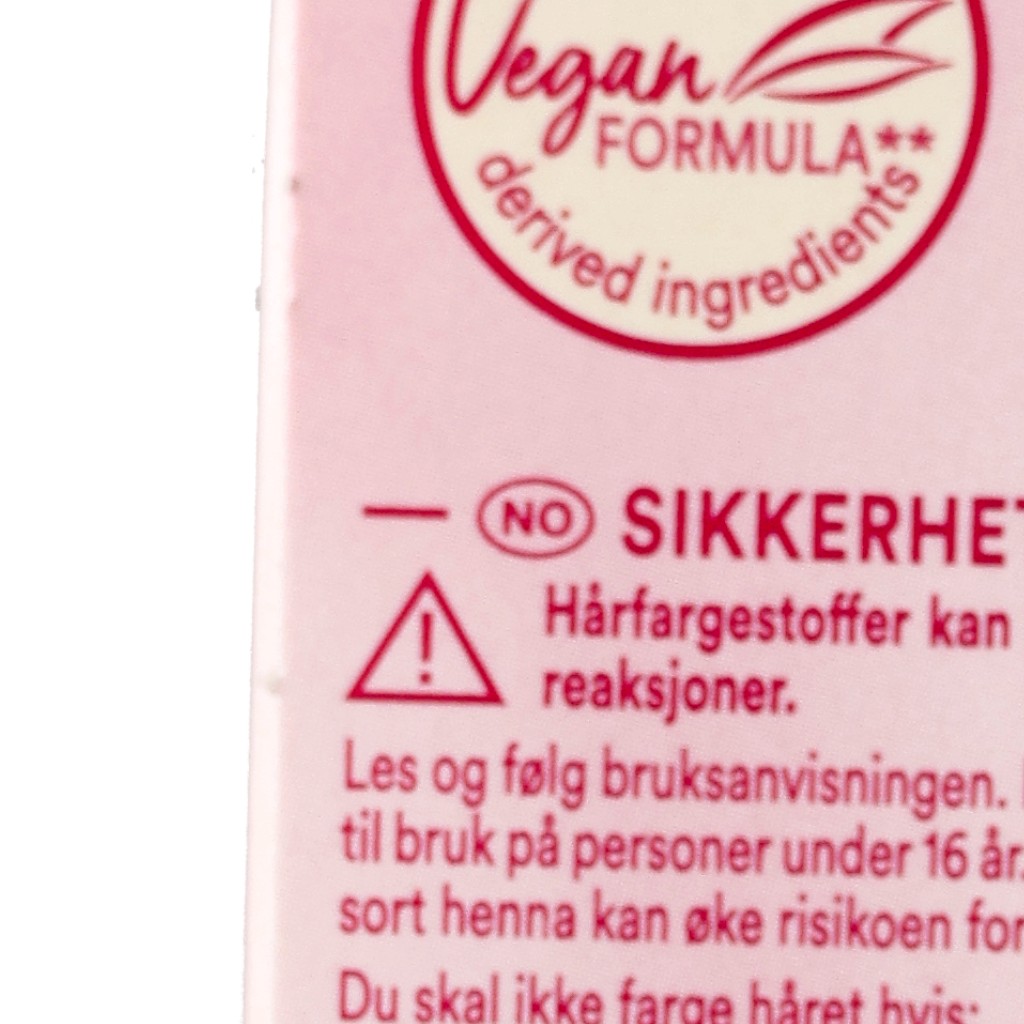 Vegan
FORMULA**
derived ingredients
NO SIKKERHET
Hårfargestoffer kan
reaksjoner.
Les og følg bruksanvisningen.
til bruk på personer under 16 år.
sort henna kan øke risikoen for
Du skal ikke farge håret hvis: